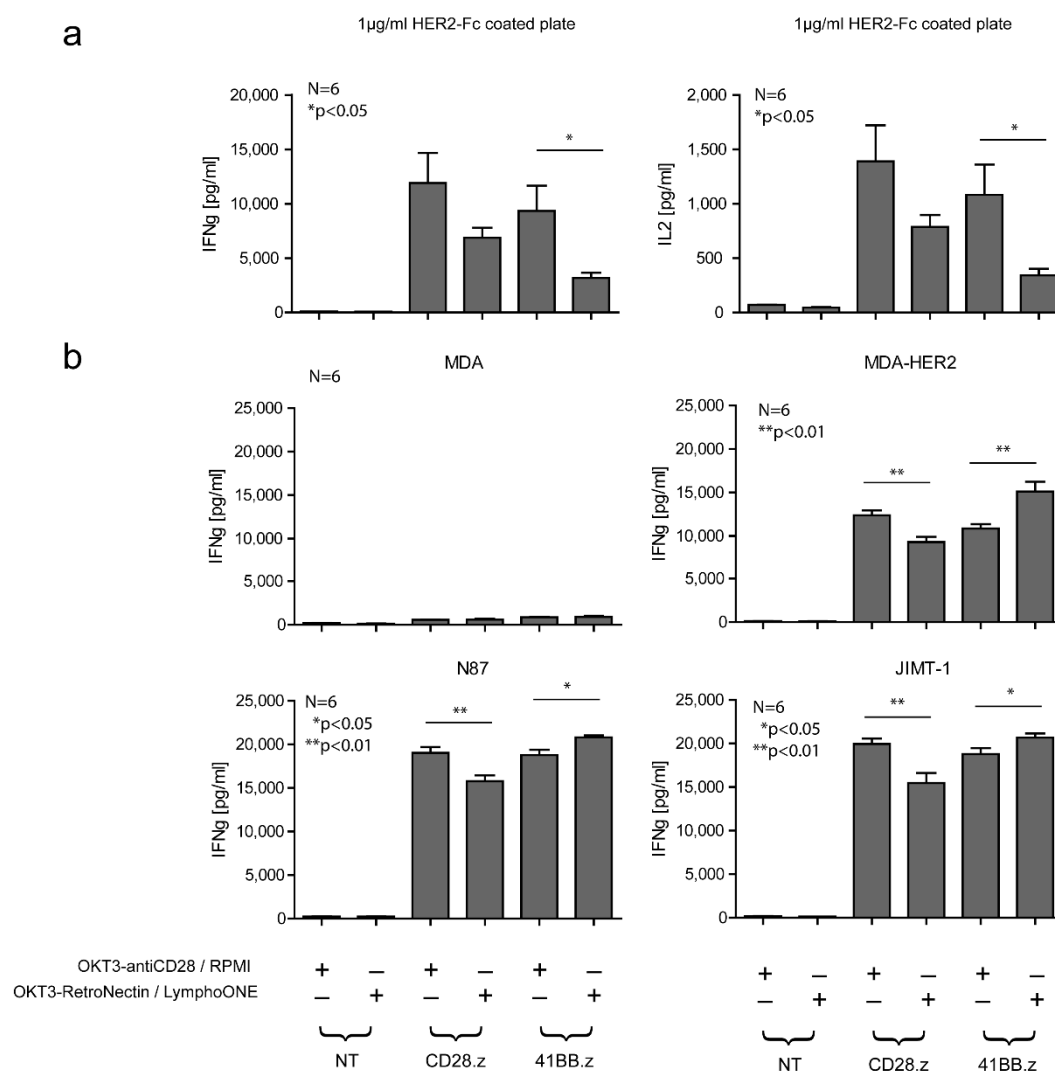 a
1µg/ml HER2-Fc coated plate
1µg/ml HER2-Fc coated plate
N=6
*p<0.05
20,000
15,000
10,000
5,000
0
IFNg [pg/ml]
*
N=6
*p<0.05
2,000
1,500
1,000
500
0
IL2 [pg/ml]
*
b
MDA
N=6
25,000
20,000
15,000
10,000
5,000
0
IFNg [pg/ml]
MDA-HER2
N=6
**p<0.01
25,000
20,000
15,000
10,000
5,000
0
IFNg [pg/ml]
**
**
N87
N=6
*p<0.05
**p<0.01
25,000
20,000
15,000
10,000
5,000
0
IFNg [pg/ml]
**
*
JIMT-1
N=6
*p<0.05
**p<0.01
25,000
20,000
15,000
10,000
5,000
0
IFNg [pg/ml]
**
*
OKT3-antiCD28 / RPMI + – + – + – + – + – + –
OKT3-RetroNectin / LymphoONE – + – + – + – + – + – +
NT CD28.z 41BB.z NT CD28.z 41BB.z